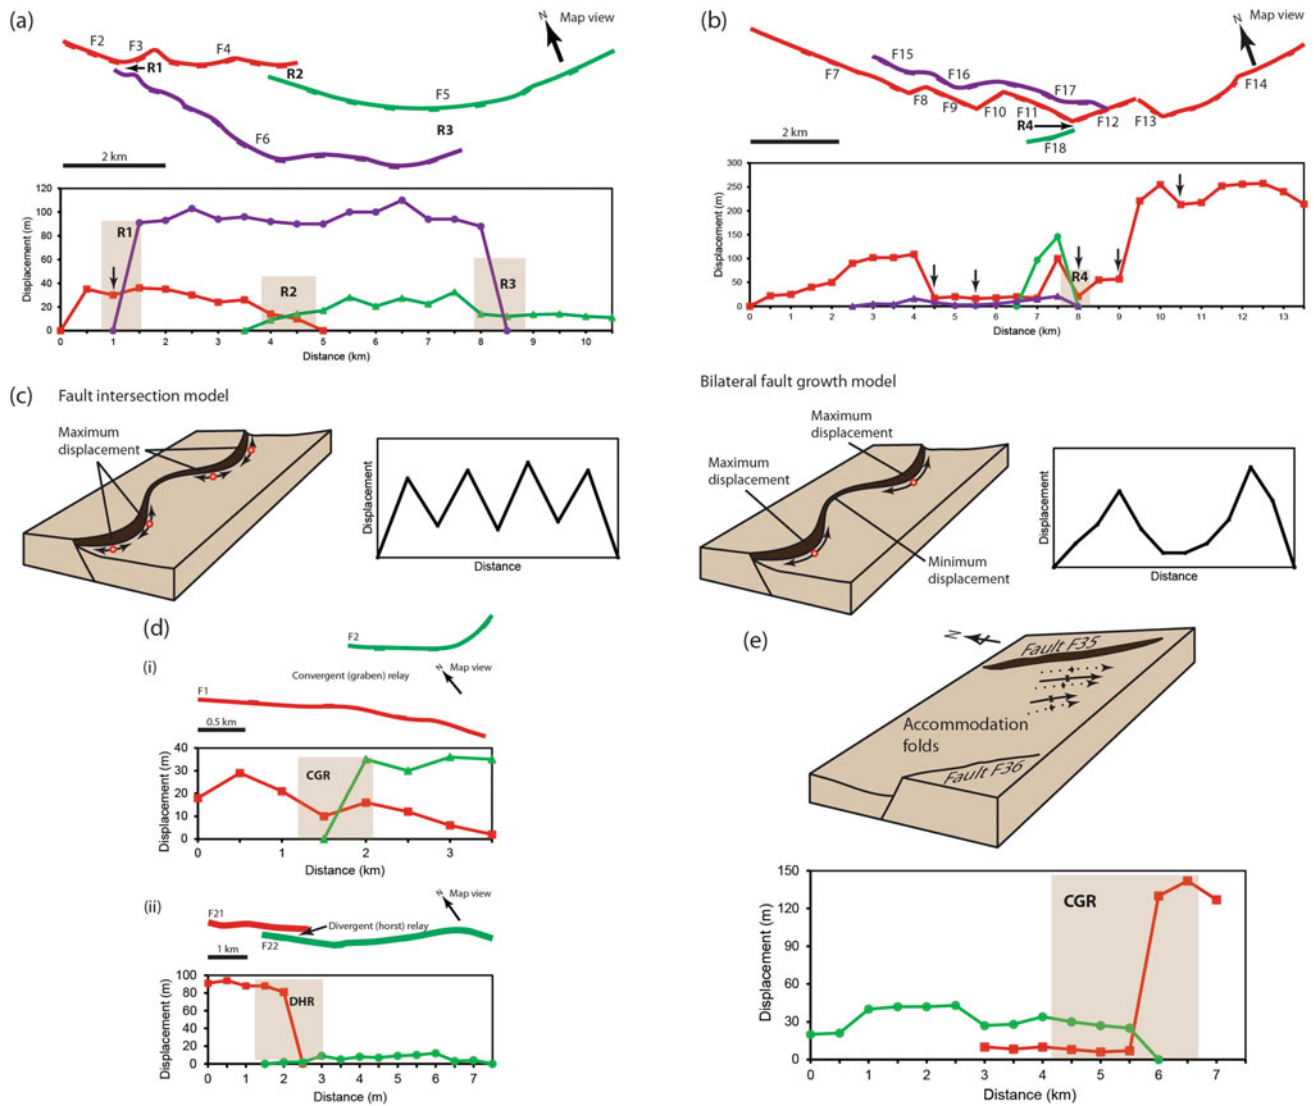 (a)
N
Map view
F2
F3
F4
R1
R2
F5
R3
F6
2 km
Displacement (m)
120
100
80
60
40
20
0
R1
R2
R3
0 1 2 3 4 5 6 7 8 9 10
Distance (km)
(b)
N
Map view
F15
F7
F16
F17
F14
F8
F9
F10
F11
F12
F13
R4
F18
2 km
Displacement (m)
300
250
200
150
100
50
0
R4
0 1 2 3 4 5 6 7 8 9 10 11 12 13
Distance (km)
(c)
Fault intersection model
Maximum
displacement
Displacement
Distance
Bilateral fault growth model
Maximum
displacement
Maximum
displacement
Minimum
displacement
Displacement
Distance
(d)
(i)
F2
N
Map view
Convergent (graben) relay
F1
0.5 km
Displacement (m)
40
30
20
10
0
CGR
0 1 2 3
Distance (km)
(ii)
N
Map view
F21
Divergent (horst) relay
F22
1 km
Displacement (m)
100
80
60
40
20
0
DHR
0 1 2 3 4 5 6 7
Distance (m)
(e)
N
Fault F35
Accommodation
folds
Fault F36
Displacement (m)
150
120
90
60
30
0
CGR
0 1 2 3 4 5 6 7
Distance (km)